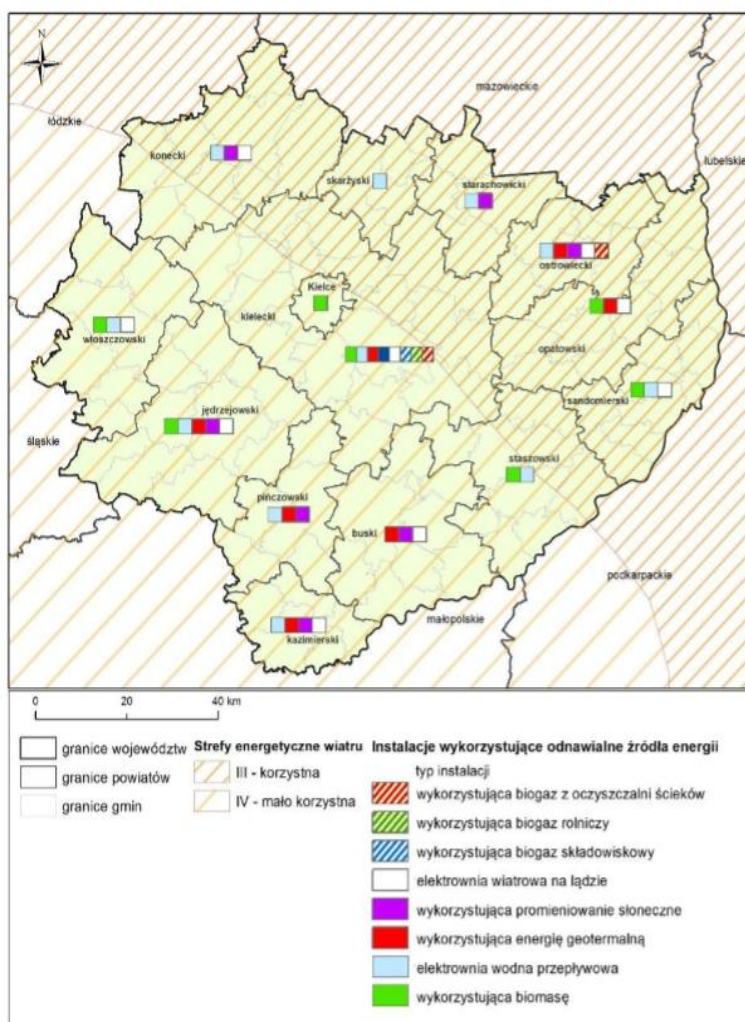 N
mazowieckie
łódzkie
lubelskie
konecki
skarżyski
starachowicki
ostrowiecki
Kielce
kielecki
włoszczowski
opatowski
sandomierski
jędrzejowski
śląskie
staszowski
pińczowski
buski
podkarpackie
małopolskie
kazimierski
0 20 40 km
granice województw
granice powiatów
granice gmin
Strefy energetyczne wiatru
III - korzystna
IV - mało korzystna
Instalacje wykorzystujące odnawialne źródła energii
typ instalacji
wykorzystująca biogaz z oczyszczalni ścieków
wykorzystująca biogaz rolniczy
wykorzystująca biogaz składowiskowy
elektrownia wiatrowa na lądzie
wykorzystująca promieniowanie słoneczne
wykorzystująca energię geotermalną
elektrownia wodna przepływowa
wykorzystująca biomasę